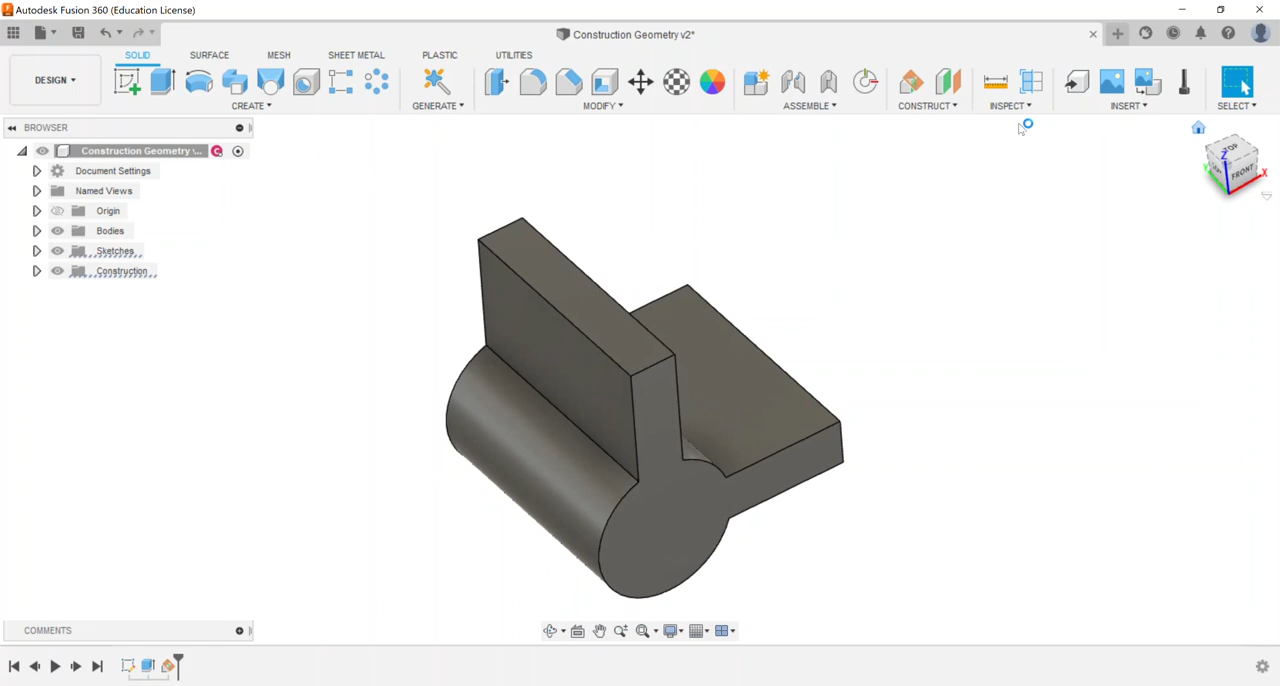 Autodesk Fusion 360 (Education License)
Construction Geometry v2*
SOLID SURFACE MESH SHEET METAL PLASTIC UTILITIES
DESIGN ▾
CREATE ▾ GENERATE ▾ MODIFY ▾ ASSEMBLE ▾ CONSTRUCT ▾ INSPECT ▾ INSERT ▾ SELECT ▾
BROWSER
Construction Geometry ...
Document Settings
Named Views
Origin
Bodies
Sketches
Construction
TOP
FRONT
Z
Y
X
COMMENTS